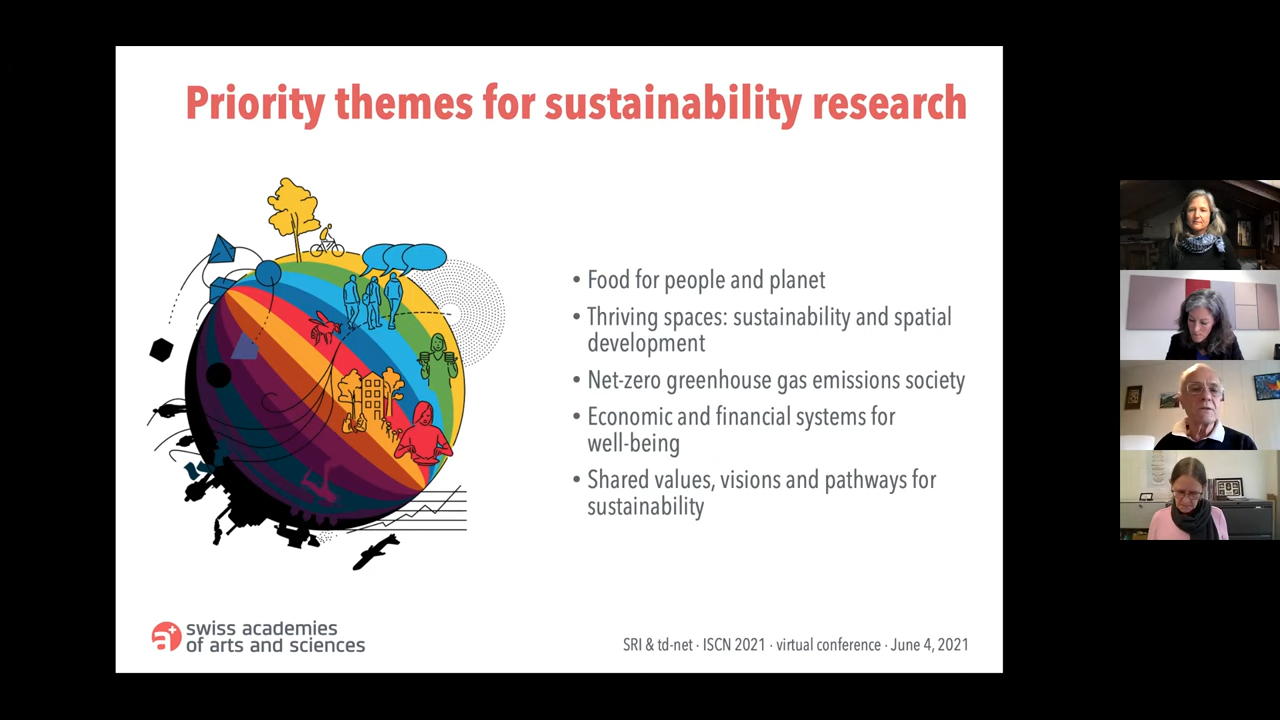 Priority themes for sustainability research
• Food for people and planet
• Thriving spaces: sustainability and spatial
development
• Net-zero greenhouse gas emissions society
• Economic and financial systems for
well-being
• Shared values, visions and pathways for
sustainability
a+ swiss academies
of arts and sciences
SRI & td-net · ISCN 2021 · virtual conference · June 4, 2021